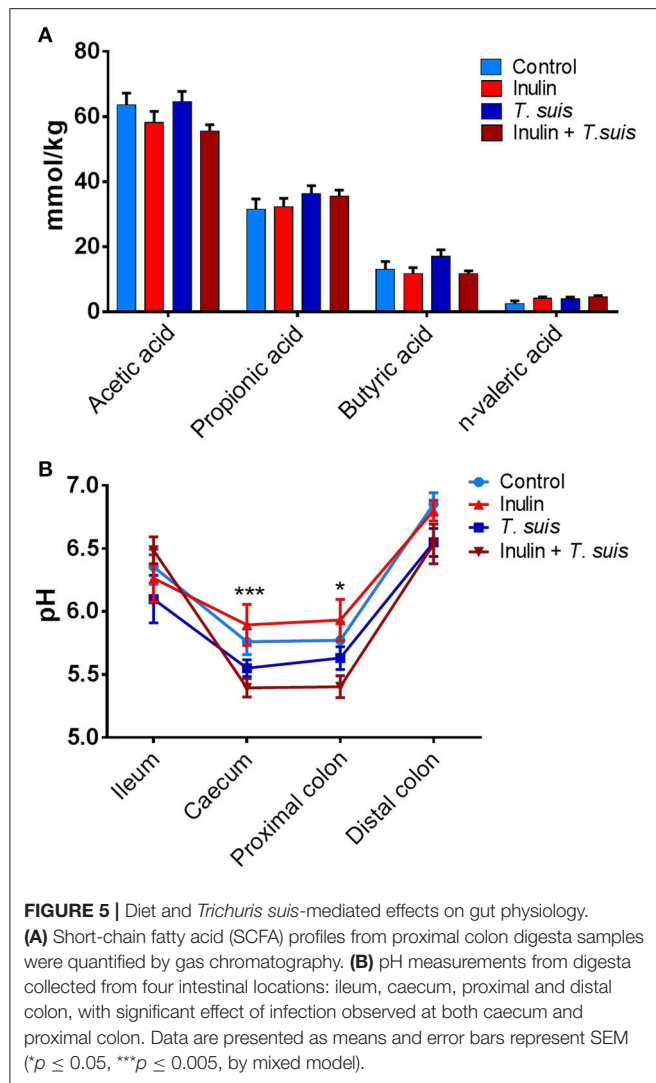 A
80
60
40
20
0
mmol/kg
Control
Inulin
T. suis
Inulin + T.suis
Acetic acid
Propionic acid
Butyric acid
n-valeric acid
B
7.0
6.5
6.0
5.5
5.0
pH
***
*
Control
Inulin
T. suis
Inulin + T. suis
Ileum
Caecum
Proximal colon
Distal colon
FIGURE 5 | Diet and Trichuris suis-mediated effects on gut physiology.
(A) Short-chain fatty acid (SCFA) profiles from proximal colon digesta samples
were quantified by gas chromatography. (B) pH measurements from digesta
collected from four intestinal locations: ileum, caecum, proximal and distal
colon, with significant effect of infection observed at both caecum and
proximal colon. Data are presented as means and error bars represent SEM
(*p ≤ 0.05, ***p ≤ 0.005, by mixed model).